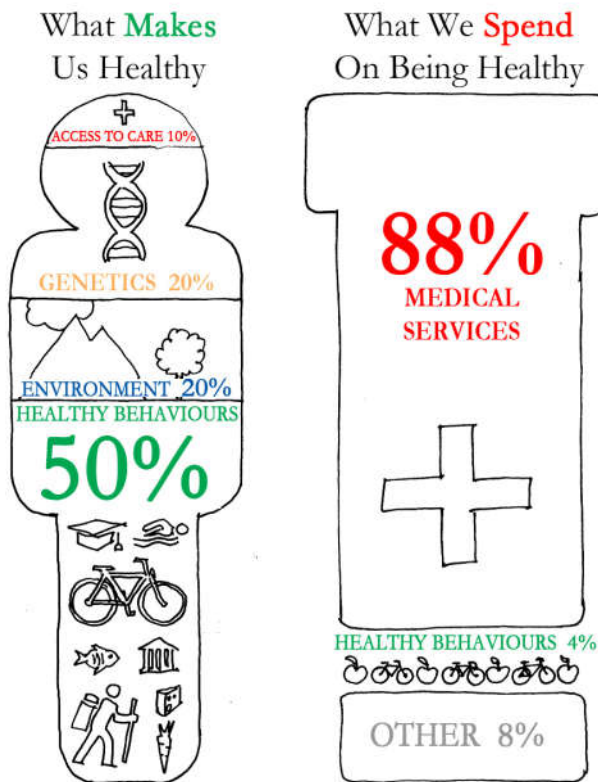 What Makes
Us Healthy
ACCESS TO CARE 10%
GENETICS 20%
ENVIRONMENT 20%
HEALTHY BEHAVIOURS
50%
What We Spend
On Being Healthy
88%
MEDICAL
SERVICES
HEALTHY BEHAVIOURS 4%
OTHER 8%